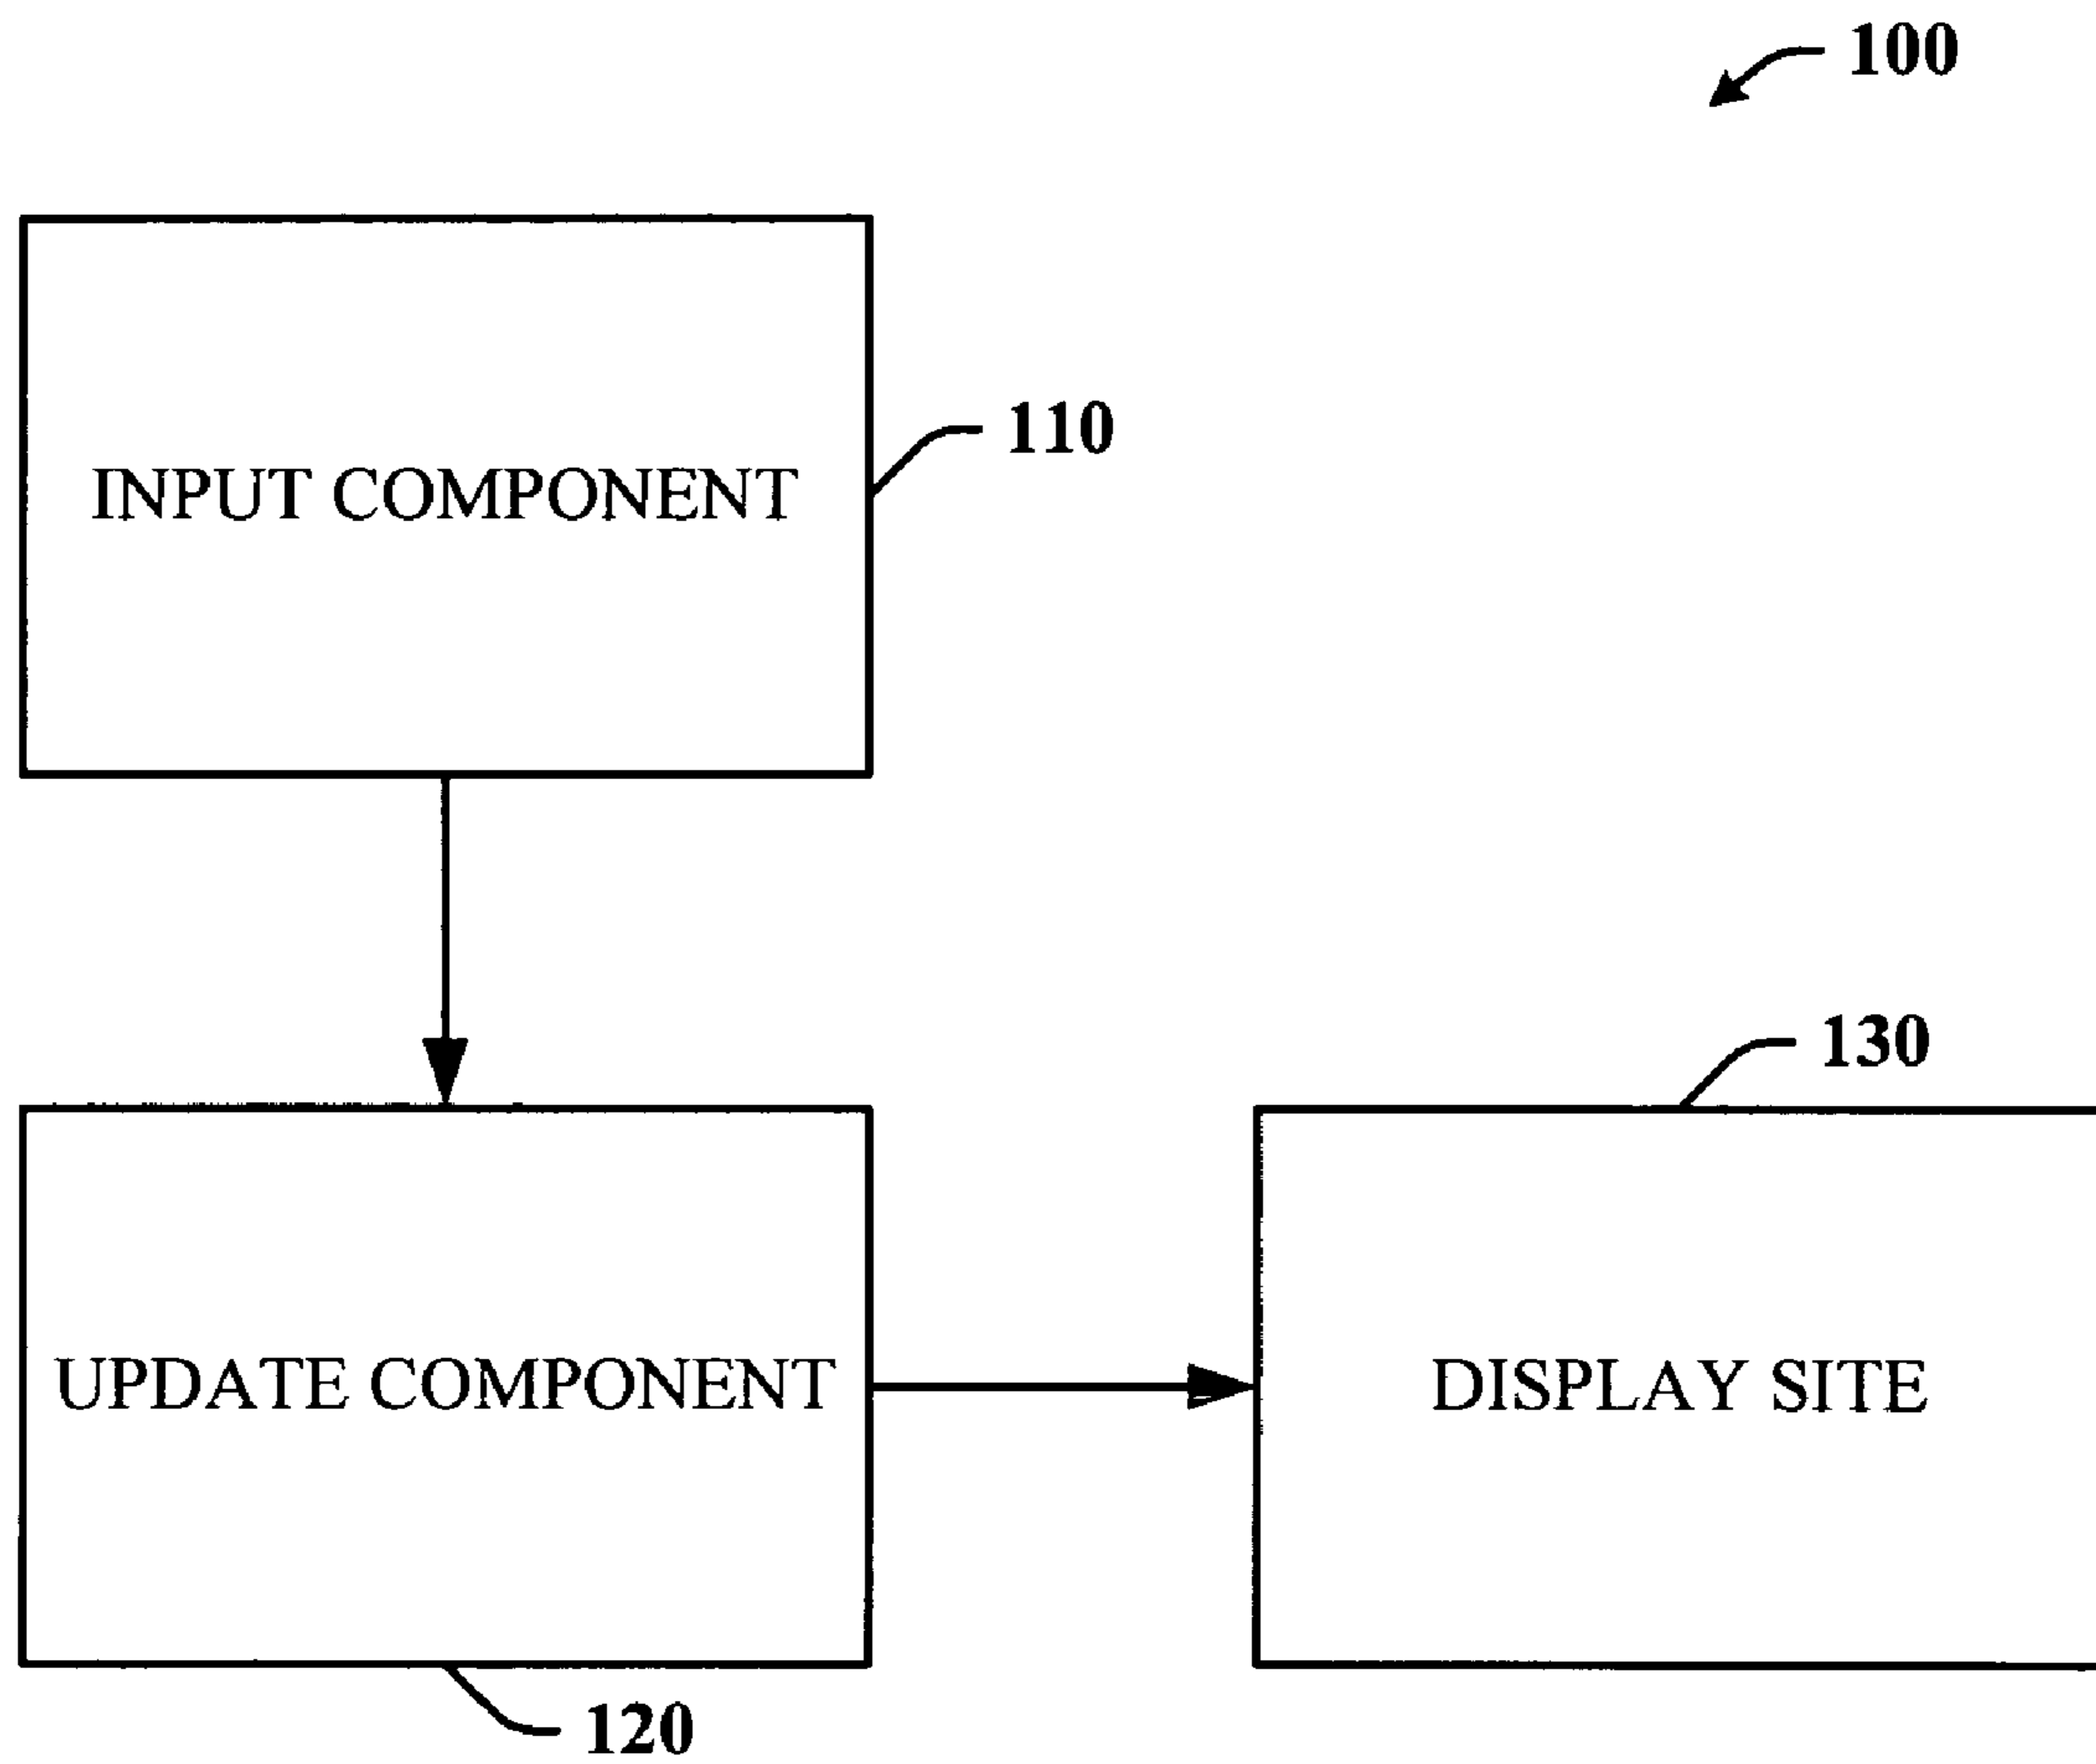 100
INPUT COMPONENT
110
130
UPDATE COMPONENT
DISPLAY SITE
120